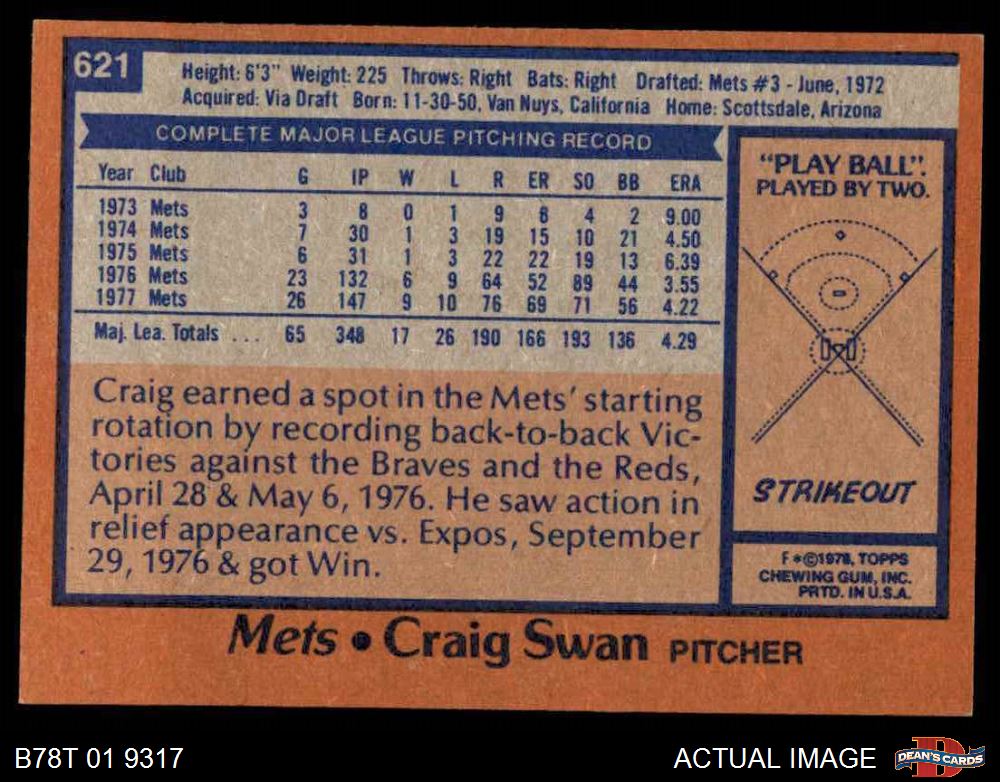 621
Height: 6'3" Weight: 225 Throws: Right Bats: Right Drafted: Mets #3 - June, 1972
Acquired: Via Draft Born: 11-30-50, Van Nuys, California Home: Scottsdale, Arizona
COMPLETE MAJOR LEAGUE PITCHING RECORD
Year Club G IP W L R ER SO BB ERA
1973 Mets 3 8 0 1 9 8 4 2 9.00
1974 Mets 7 30 1 3 19 15 10 21 4.50
1975 Mets 6 31 1 3 22 22 19 13 6.39
1976 Mets 23 132 6 9 64 52 89 44 3.55
1977 Mets 26 147 9 10 76 69 71 56 4.22
Maj. Lea. Totals ... 65 348 17 26 190 166 193 136 4.29
Craig earned a spot in the Mets' starting
rotation by recording back-to-back Vic-
tories against the Braves and the Reds,
April 28 & May 6, 1976. He saw action in
relief appearance vs. Expos, September
29, 1976 & got Win.
"PLAY BALL".
PLAYED BY TWO.
STRIKEOUT
F*©1978, TOPPS
CHEWING GUM, INC.
PRTD. IN U.S.A.
Mets • Craig Swan PITCHER
B78T 01 9317
ACTUAL IMAGE
D
DEAN'S CARDS